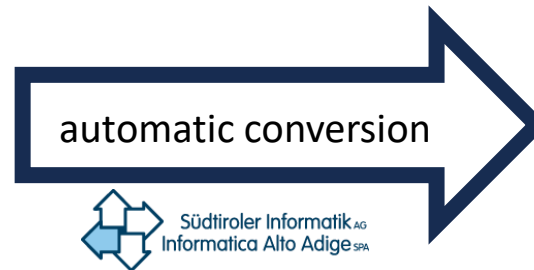 automatic conversion
Südtiroler Informatik AG
Informatica Alto Adige SPA